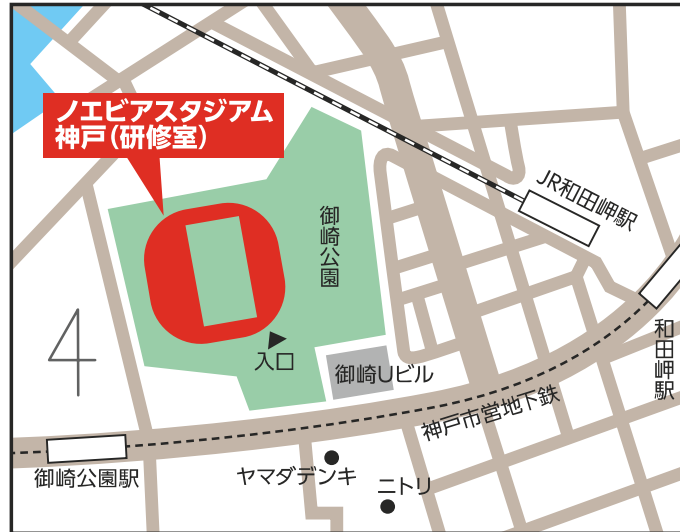 ノエビアスタジアム
神戸(研修室)
JR和田岬駅
御崎公園
入口
御崎Uビル
和田岬駅
神戸市営地下鉄
御崎公園駅
ヤマダデンキ
ニトリ